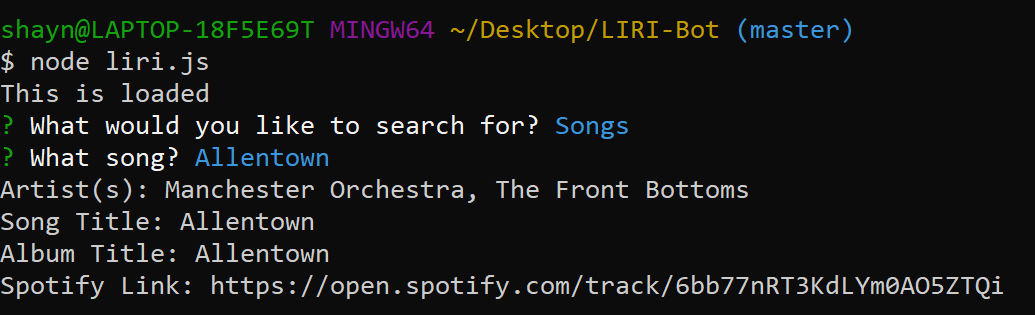 shayn@LAPTOP-18F5E69T MINGW64 ~/Desktop/LIRI-Bot (master)
$ node liri.js
This is loaded
? What would you like to search for? Songs
? What song? Allentown
Artist(s): Manchester Orchestra, The Front Bottoms
Song Title: Allentown
Album Title: Allentown
Spotify Link: https://open.spotify.com/track/6bb77nRT3KdLYm0AO5ZTQi